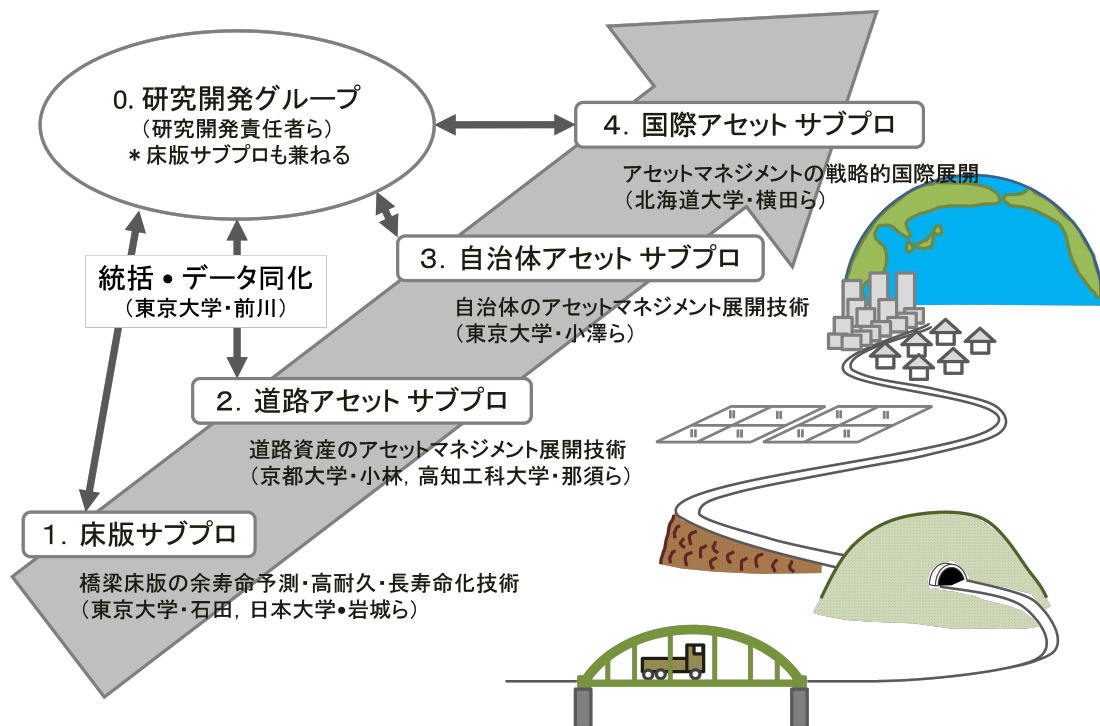 0. 研究開発グループ
（研究開発責任者ら）
＊床版サブプロも兼ねる
4．国際アセット サブプロ
アセットマネジメントの戦略的国際展開
（北海道大学・横田ら）
3．自治体アセット サブプロ
自治体のアセットマネジメント展開技術
（東京大学・小澤ら）
統括・データ同化
（東京大学・前川）
2．道路アセット サブプロ
道路資産のアセットマネジメント展開技術
（京都大学・小林，高知工科大学・那須ら）
1．床版サブプロ
橋梁床版の余寿命予測・高耐久・長寿命化技術
（東京大学・石田，日本大学・岩城ら）